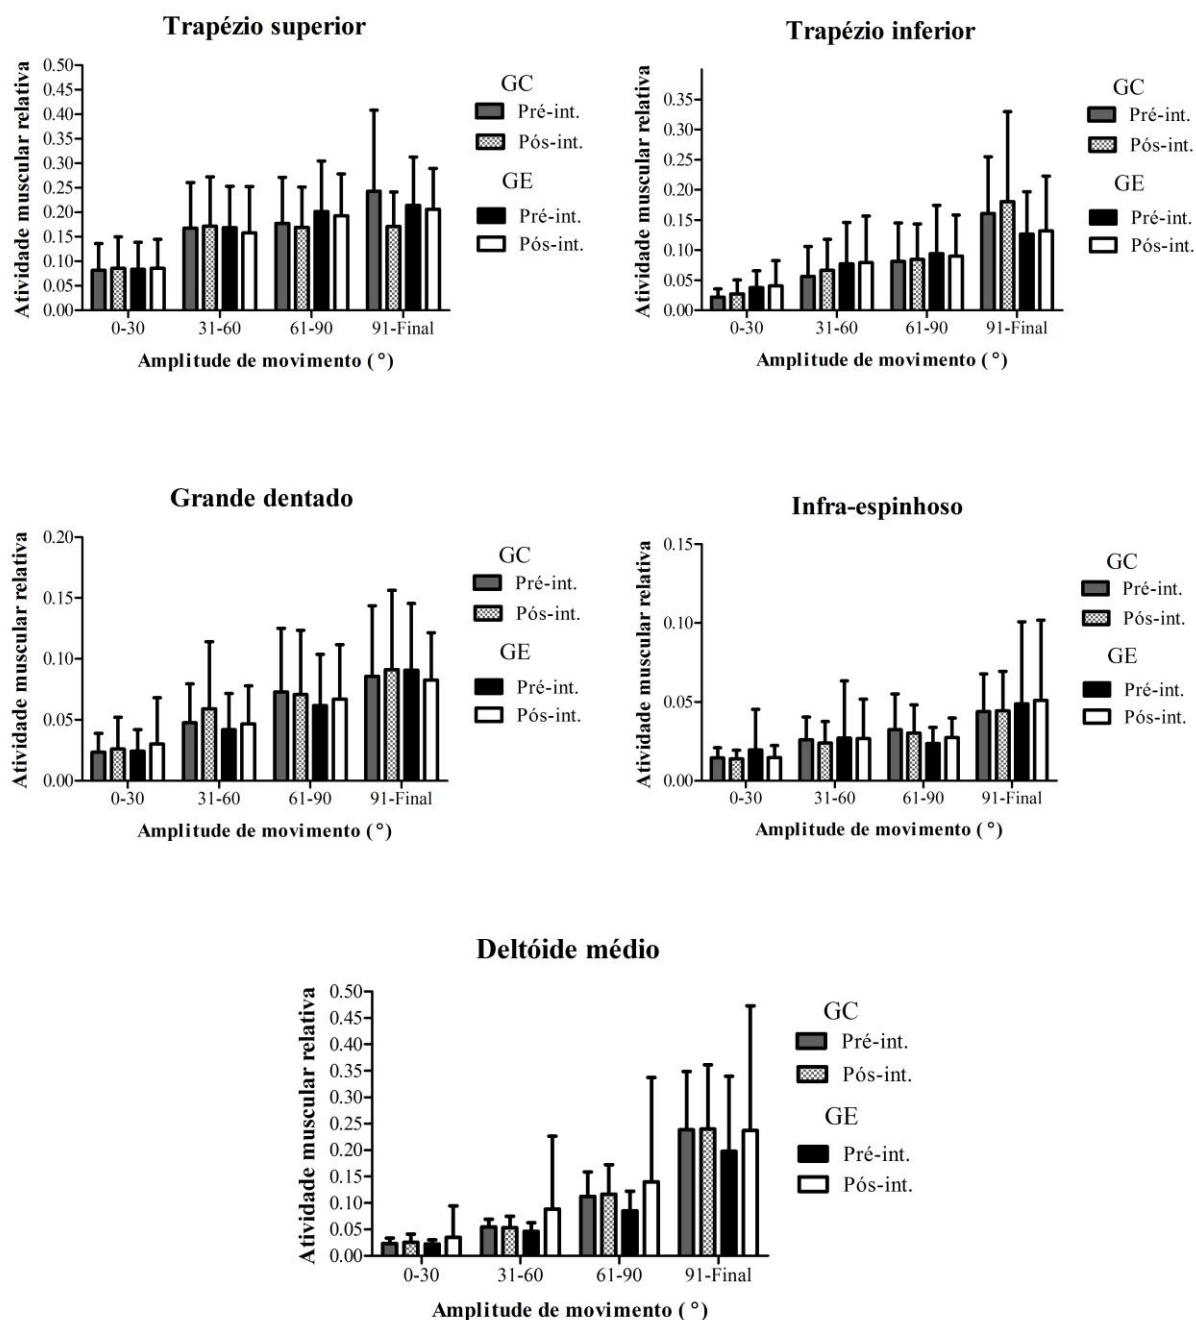 Trapézio superior
Atividade muscular relativa
0.50
0.45
0.40
0.35
0.30
0.25
0.20
0.15
0.10
0.05
0.00
0-30 31-60 61-90 91-Final
Amplitude de movimento (°)
GC
Pré-int.
Pós-int.
GE
Pré-int.
Pós-int.
Trapézio inferior
Atividade muscular relativa
0.35
0.30
0.25
0.20
0.15
0.10
0.05
0.00
0-30 31-60 61-90 91-Final
Amplitude de movimento (°)
GC
Pré-int.
Pós-int.
GE
Pré-int.
Pós-int.
Grande dentado
Atividade muscular relativa
0.20
0.15
0.10
0.05
0.00
0-30 31-60 61-90 91-Final
Amplitude de movimento (°)
GC
Pré-int.
Pós-int.
GE
Pré-int.
Pós-int.
Infra-espinhoso
Atividade muscular relativa
0.15
0.10
0.05
0.00
0-30 31-60 61-90 91-Final
Amplitude de movimento (°)
GC
Pré-int.
Pós-int.
GE
Pré-int.
Pós-int.
Deltóide médio
Atividade muscular relativa
0.50
0.45
0.40
0.35
0.30
0.25
0.20
0.15
0.10
0.05
0.00
0-30 31-60 61-90 91-Final
Amplitude de movimento (°)
GC
Pré-int.
Pós-int.
GE
Pré-int.
Pós-int.